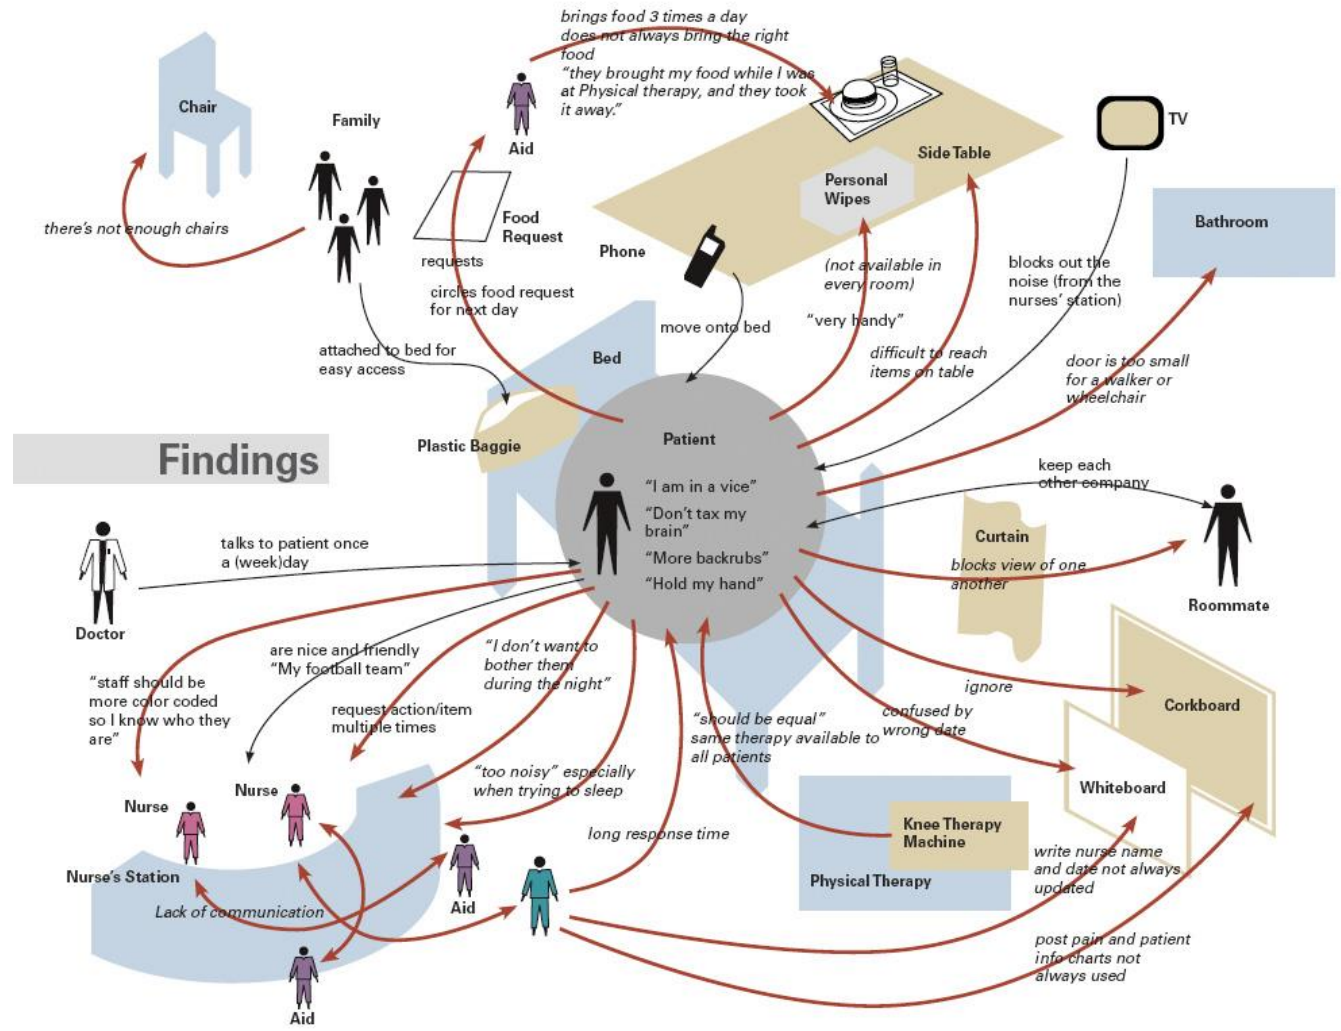 brings food 3 times a day
does not always bring the right
food
“they brought my food while I was
at Physical therapy, and they took
it away.”
Chair
Family
Aid
TV
Side Table
Personal
Wipes
there's not enough chairs
Food
Request
Phone
Bathroom
requests
circles food request
for next day
(not available in
every room)
“very handy”
blocks out the
noise (from the
nurses' station)
move onto bed
attached to bed for
easy access
Bed
difficult to reach
items on table
door is too small
for a walker or
wheelchair
Plastic Baggie
Findings
Patient
“I am in a vice”
“Don't tax my
brain”
“More backrubs”
“Hold my hand”
keep each
other company
Curtain
blocks view of one
another
Roommate
talks to patient once
a (week)day
Doctor
are nice and friendly
“My football team”
“I don't want to
bother them
during the night”
“staff should be
more color coded
so I know who they
are”
request action/item
multiple times
ignore
Corkboard
“should be equal”
same therapy available to
all patients
confused by
wrong date
“too noisy” especially
when trying to sleep
Whiteboard
Nurse
Nurse
long response time
Knee Therapy
Machine
Physical Therapy
write nurse name
and date not always
updated
Nurse's Station
Lack of communication
Aid
post pain and patient
info charts not
always used
Aid